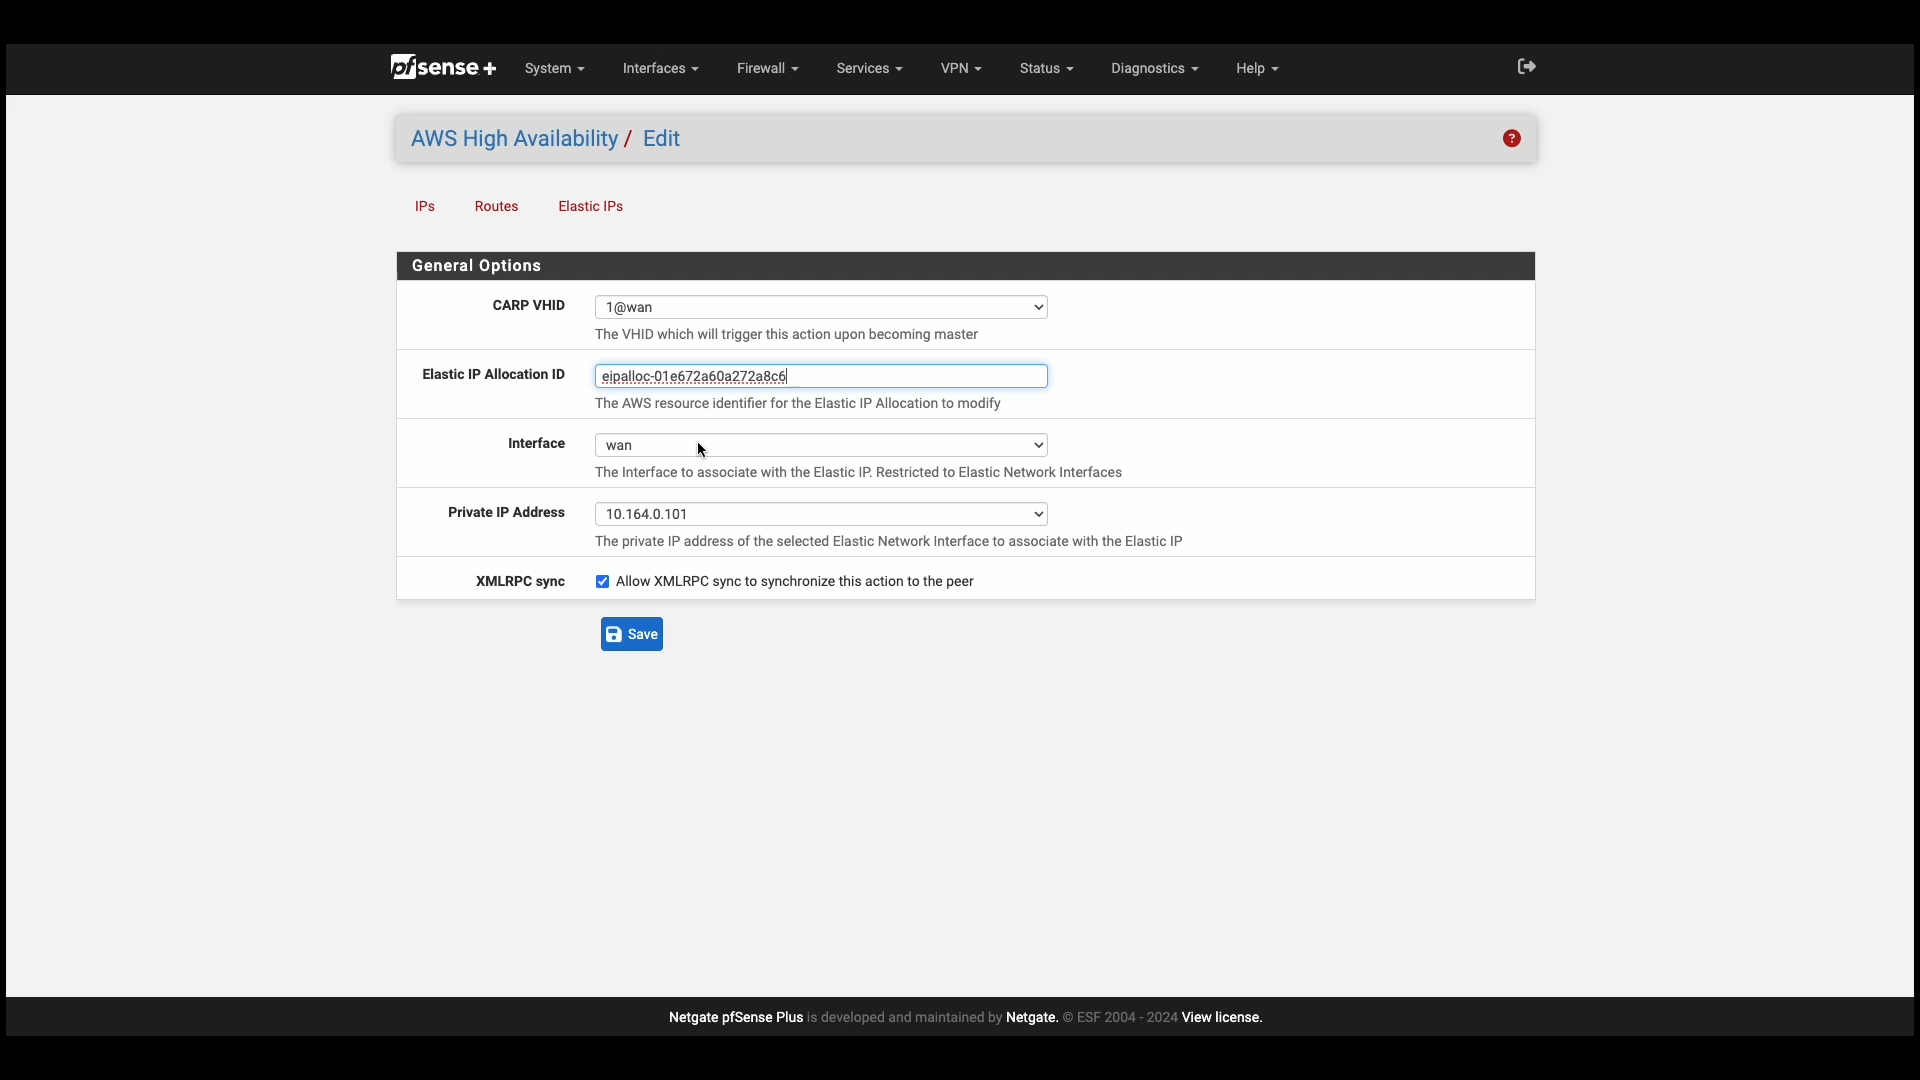 pfsense+ System Interfaces Firewall Services VPN Status Diagnostics Help
AWS High Availability / Edit ?
IPs Routes Elastic IPs
General Options
CARP VHID 1@wan
The VHID which will trigger this action upon becoming master
Elastic IP Allocation ID eipalloc-01e672a60a272a8c6
The AWS resource identifier for the Elastic IP Allocation to modify
Interface wan
The Interface to associate with the Elastic IP. Restricted to Elastic Network Interfaces
Private IP Address 10.164.0.101
The private IP address of the selected Elastic Network Interface to associate with the Elastic IP
XMLRPC sync Allow XMLRPC sync to synchronize this action to the peer
Save
Netgate pfSense Plus is developed and maintained by Netgate. © ESF 2004 - 2024 View license.